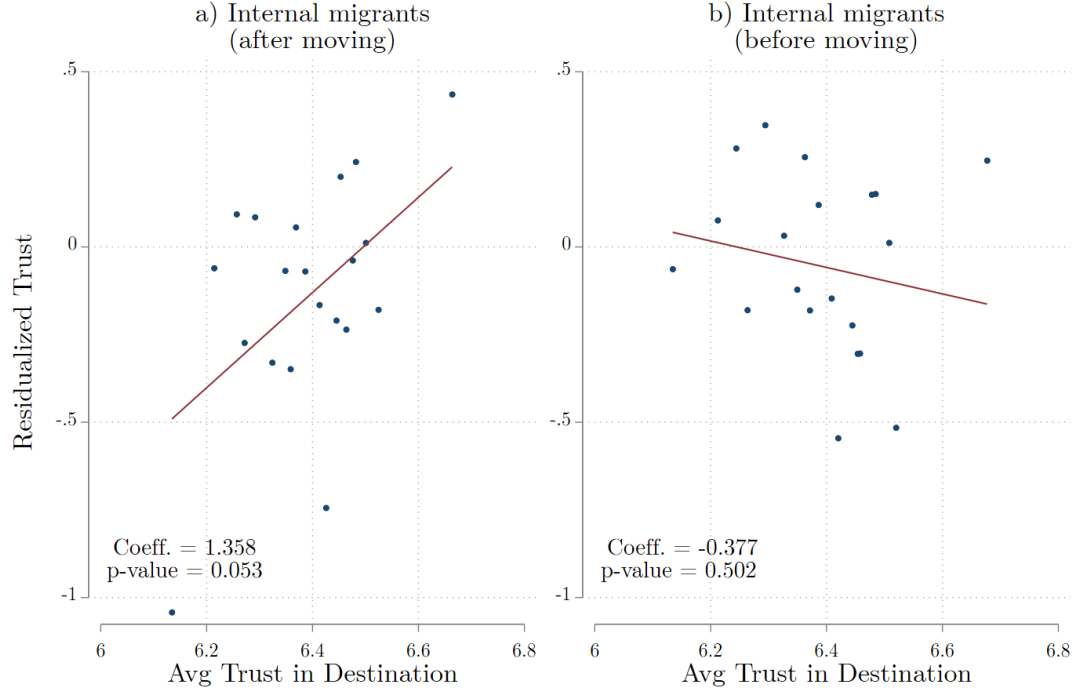 a) Internal migrants
(after moving)
b) Internal migrants
(before moving)
Residualized Trust
.5
0
-.5
-1
Coeff. = 1.358
p-value = 0.053
6 6.2 6.4 6.6 6.8
Avg Trust in Destination
.5
0
-.5
-1
Coeff. = -0.377
p-value = 0.502
6 6.2 6.4 6.6 6.8
Avg Trust in Destination